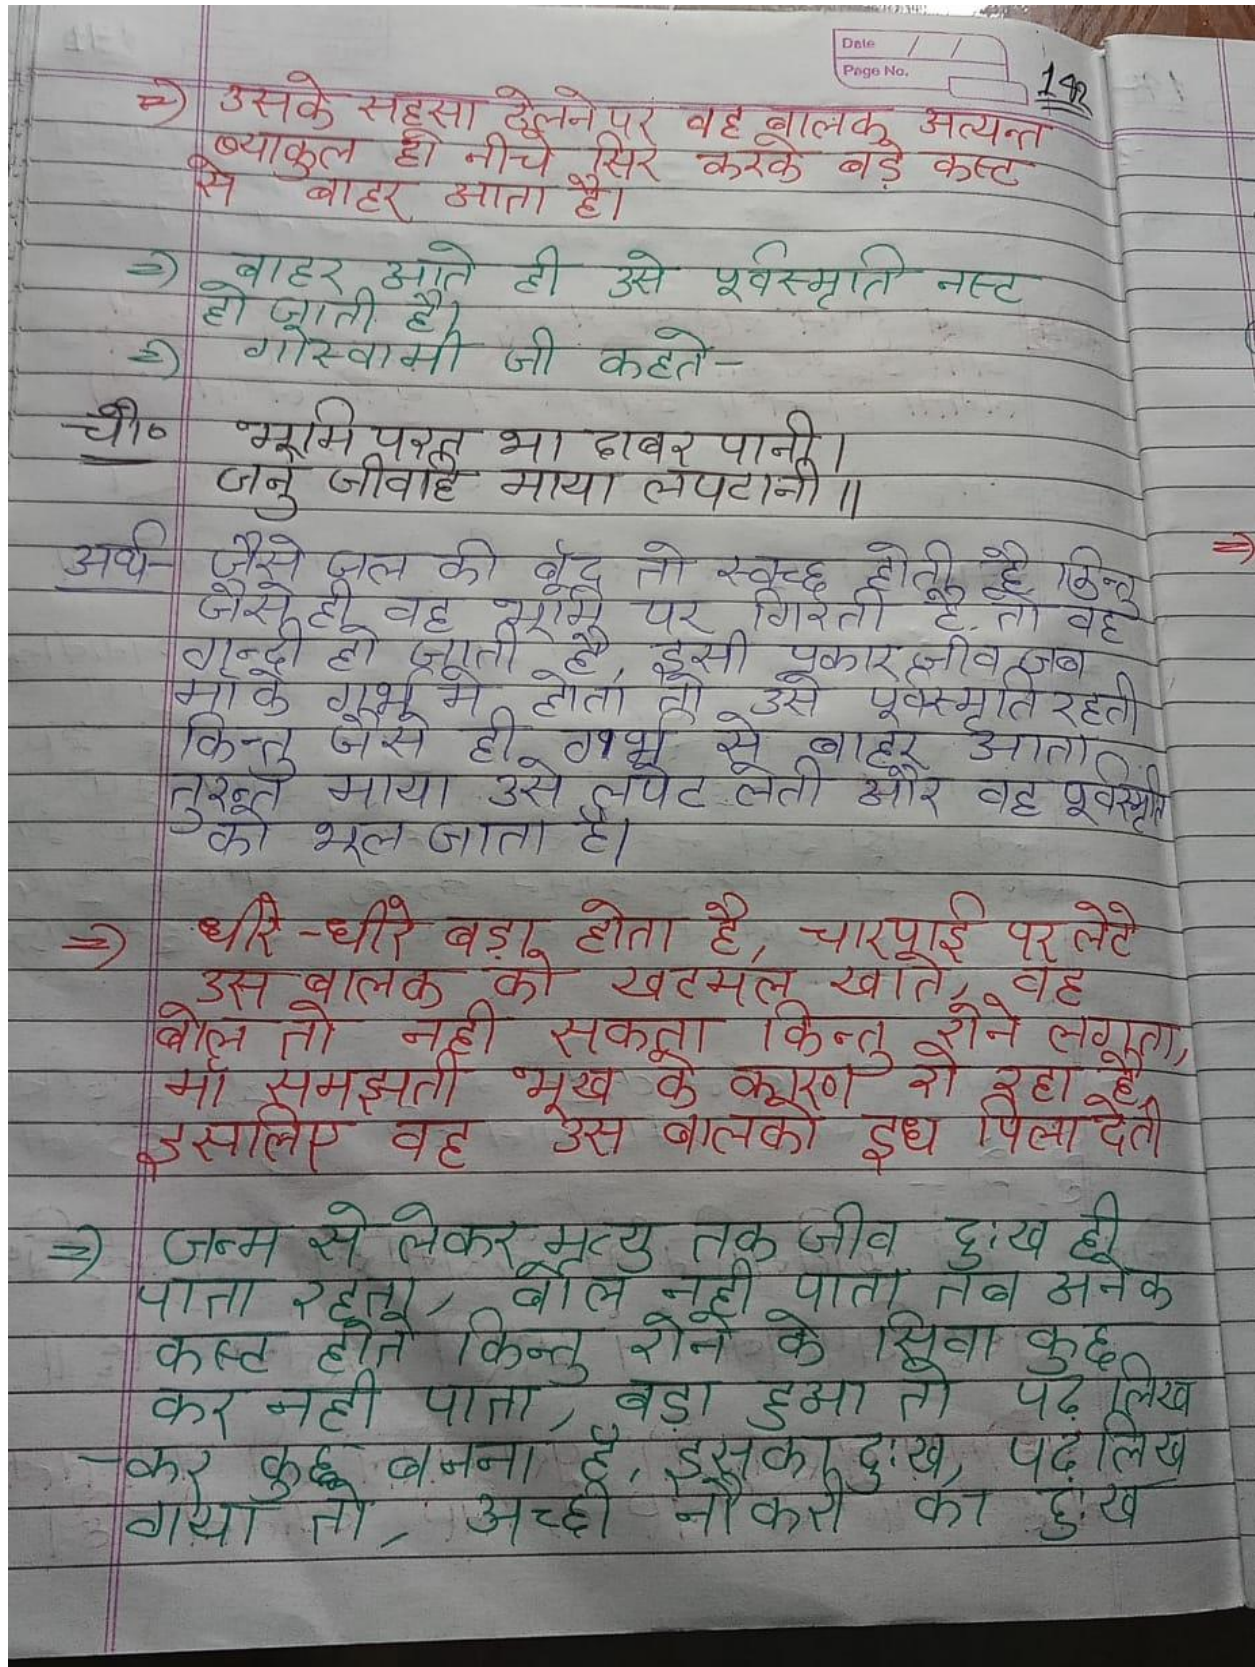 Date / /
Page No.
142
=) उसके सहसा ठेलने पर वह बालक अत्यन्त
ब्याकुल हो नीचे सिर करके बड़े कस्ट
से बाहर आता है।
=) बाहर आते ही उसे पूर्वस्मृति नस्ट
हो जाती है।
=) गोस्वामी जी कहते-
चौ० भूमि परत भा ढाबर पानी।
जनु जीवहि माया लपटानी॥
अर्थ- जैसे जल की बूँद तो स्वच्छ होती है किन्तु
जैसे ही वह भूमि पर गिरती है, तो वह
गन्दी हो जाती है, इसी प्रकार जीव जब
माँ के गर्भ मे होता तो उसे पूर्वस्मृति रहती
किन्तु जैसे ही गर्भ से बाहर आता
तुरन्त माया उसे लपेट लेती और वह पूर्वस्मृति
को भूल जाता है।
=) धीरे-धीरे बड़ा होता है, चारपाई पर लेटे
उस बालक को खटमल खाते, वह
बोल तो नही सकता किन्तु रोने लगता,
माँ समझती भूख के कारण रो रहा है,
इसलिए वह उस बालको दूध पिला देती
=) जन्म से लेकर मृत्यु तक जीव दुःख ही
पाता रहता, बोल नही पाता तब अनेक
कस्ट होते किन्तु रोने के सिवा कुछ
कर नही पाता, बड़ा हुआ तो पढ़ लिख
-कर कुछ बनना है, इसका दुःख, पढ़ लिख
गया तो, अच्छी नौकरी का दुःख
=)